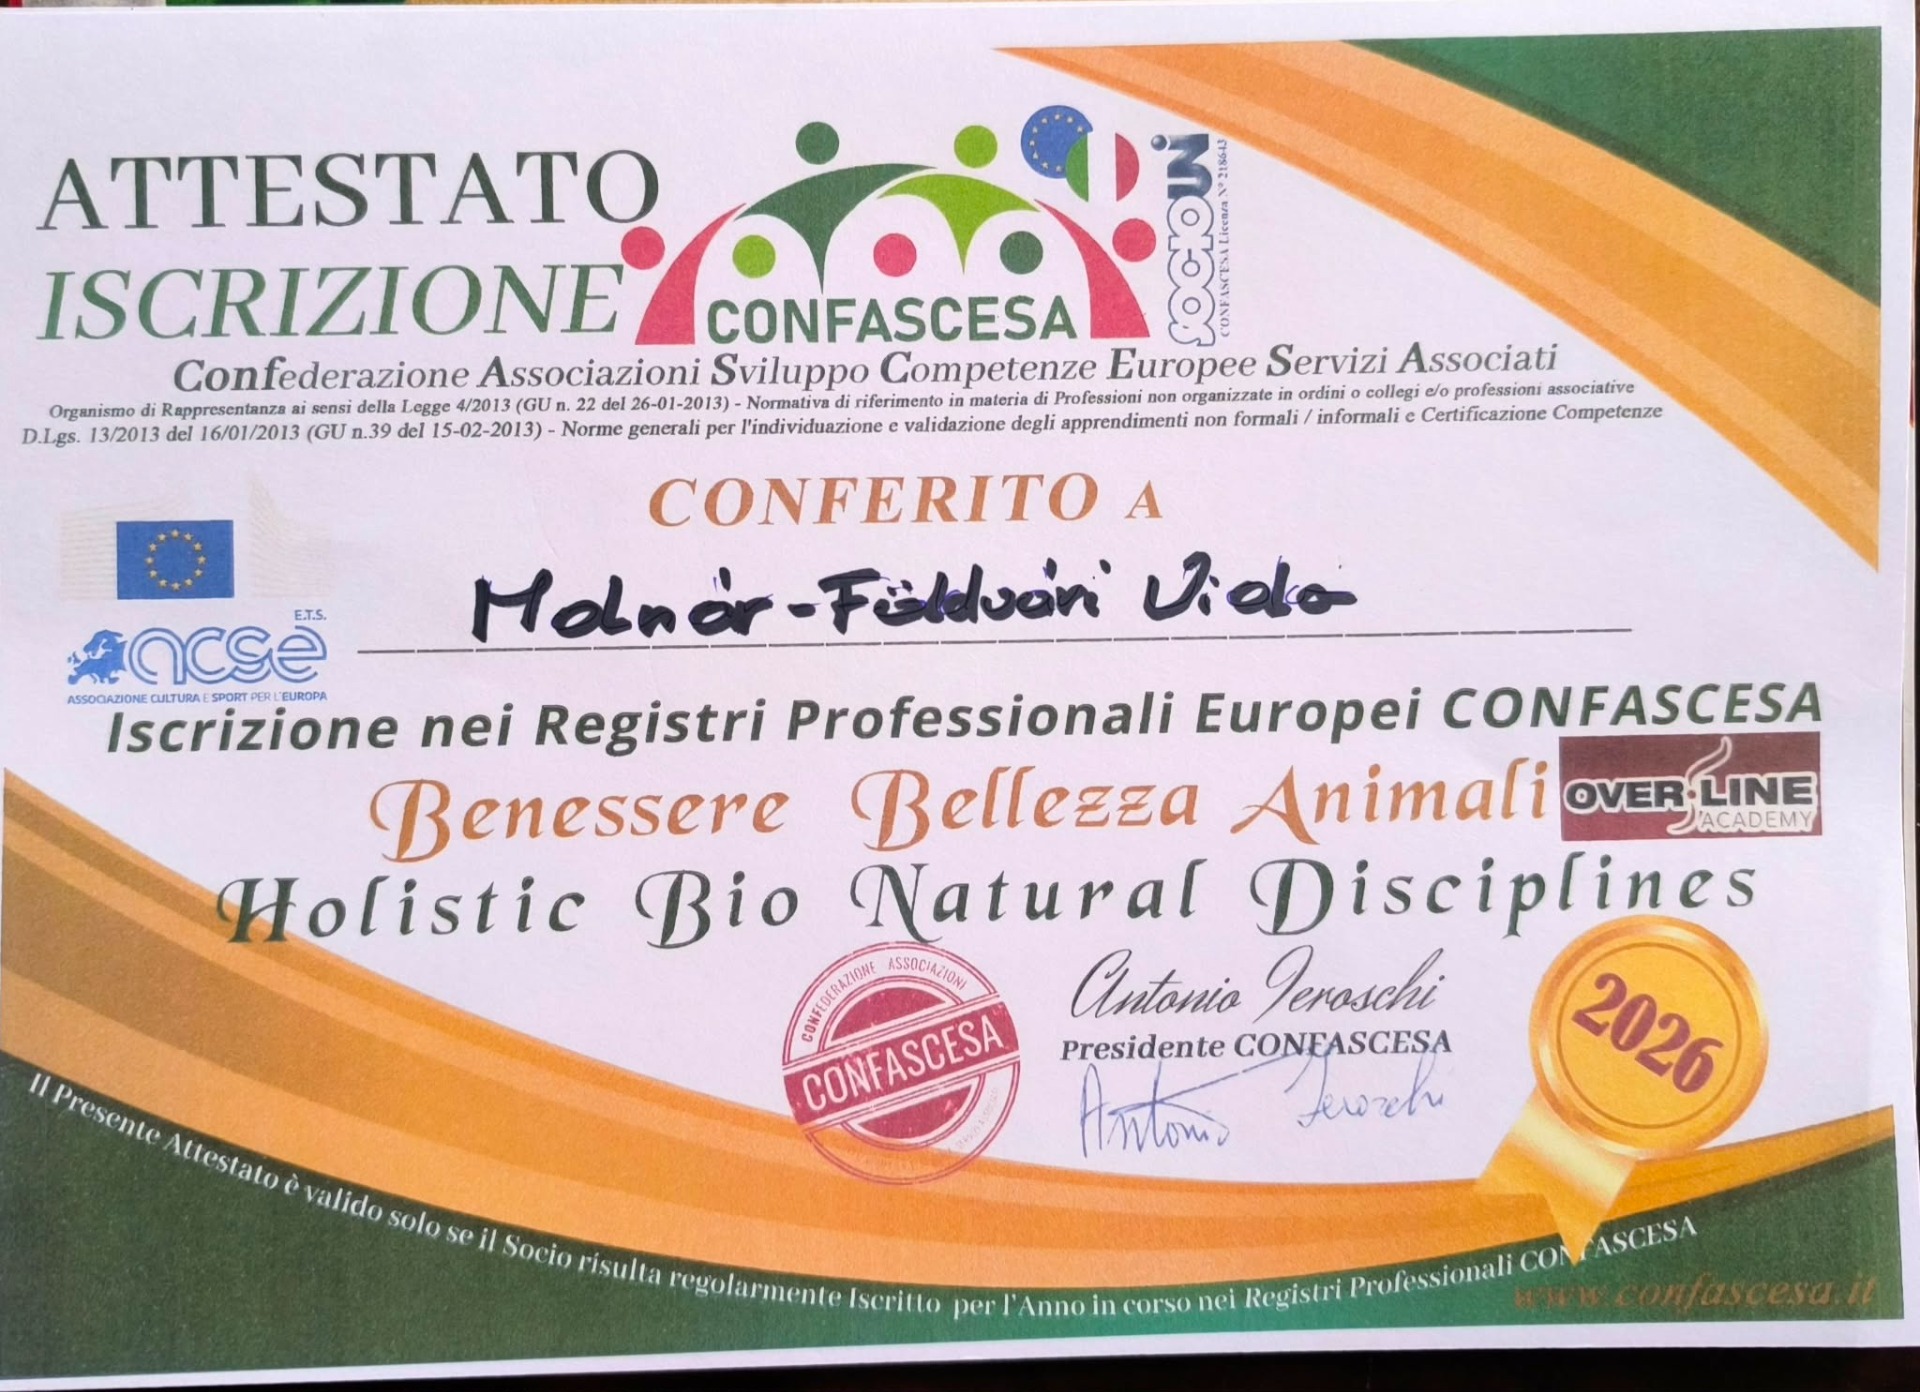 ATTESTATO
ISCRIZIONE
CONFASCESA
SOCIOUNI
CONFASCESA Licenza N° 218643
Confederazione Associazioni Sviluppo Competenze Europee Servizi Associati
Organismo di Rappresentanza ai sensi della Legge 4/2013 (GU n. 22 del 26-01-2013) - Normativa di riferimento in materia di Professioni non organizzate in ordini o collegi e/o professioni associative
D.Lgs. 13/2013 del 16/01/2013 (GU n.39 del 15-02-2013) - Norme generali per l'individuazione e validazione degli apprendimenti non formali / informali e Certificazione Competenze
CONFERITO A
Molnár-Földvári Viola
E.T.S.
acse
ASSOCIAZIONE CULTURA E SPORT PER L'EUROPA
Iscrizione nei Registri Professionali Europei CONFASCESA
Benessere Bellezza Animali
OVER LINE
ACADEMY
Holistic Bio Natural Disciplines
CONFEDERAZIONE ASSOCIAZIONI
CONFASCESA
Antonio Ieroschi
Presidente CONFASCESA
Antonio Ieroschi
2026
Il Presente Attestato è valido solo se il Socio risulta regolarmente Iscritto per l'Anno in corso nei Registri Professionali CONFASCESA
www.confascesa.it